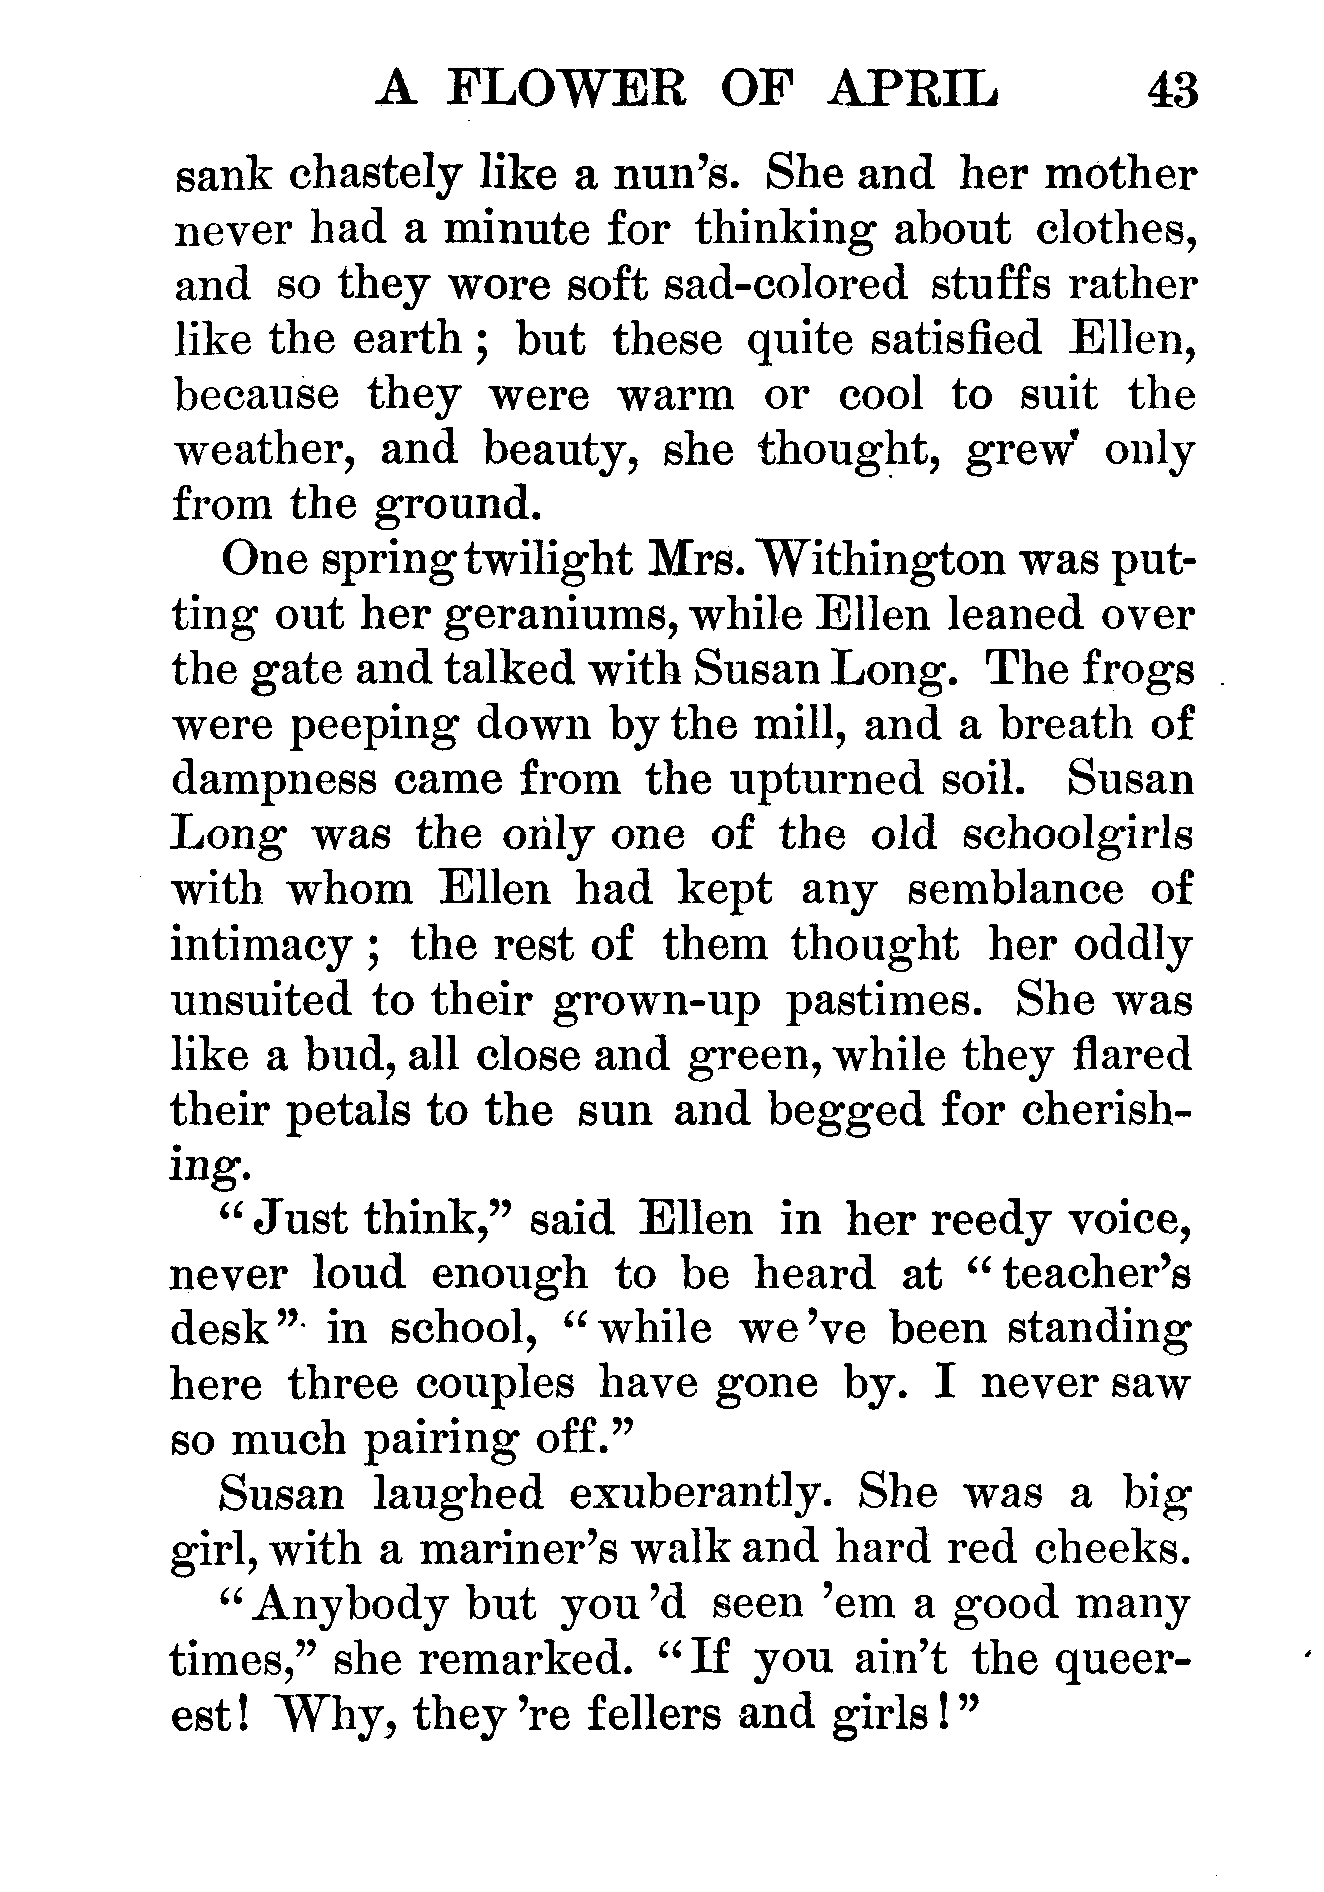 A FLOWER OF APRIL 43
sank chastely like a nun's. She and her mother
never had a minute for thinking about clothes,
and so they wore soft sad-colored stuffs rather
like the earth ; but these quite satisfied Ellen,
because they were warm or cool to suit the
weather, and beauty, she thought, grew only
from the ground.
One spring twilight Mrs. Withington was put-
ting out her geraniums, while Ellen leaned over
the gate and talked with Susan Long. The frogs
were peeping down by the mill, and a breath of
dampness came from the upturned soil. Susan
Long was the only one of the old schoolgirls
with whom Ellen had kept any semblance of
intimacy ; the rest of them thought her oddly
unsuited to their grown-up pastimes. She was
like a bud, all close and green, while they flared
their petals to the sun and begged for cherish-
ing.
“ Just think,” said Ellen in her reedy voice,
never loud enough to be heard at “ teacher's
desk ” in school, “ while we 've been standing
here three couples have gone by. I never saw
so much pairing off.”
Susan laughed exuberantly. She was a big
girl, with a mariner's walk and hard red cheeks.
“ Anybody but you 'd seen 'em a good many
times,” she remarked. “ If you ain't the queer-
est! Why, they 're fellers and girls ! ”